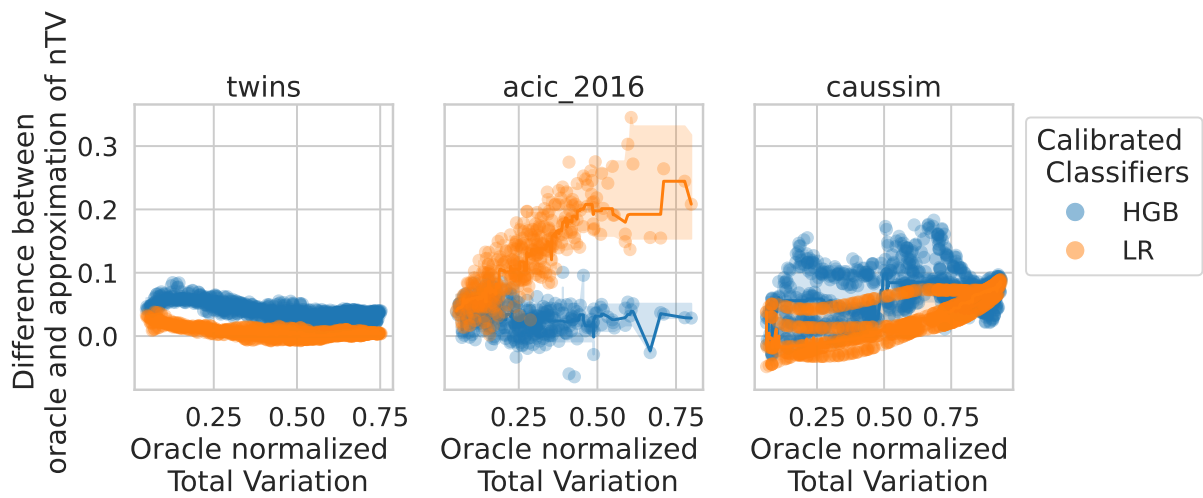 Difference between
oracle and approximation of nTV
twins
acic_2016
caussim
0.3
0.2
0.1
0.0
0.25 0.50 0.75
0.25 0.50 0.75
0.25 0.50 0.75
Oracle normalized
Total Variation
Oracle normalized
Total Variation
Oracle normalized
Total Variation
Calibrated
Classifiers
HGB
LR